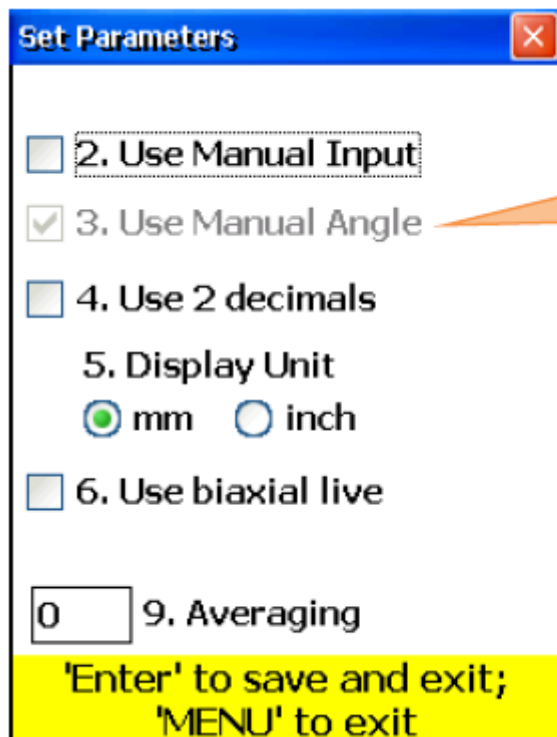 Set Parameters
2. Use Manual Input
3. Use Manual Angle
4. Use 2 decimals
5. Display Unit
mm inch
6. Use biaxial live
0 9. Averaging
'Enter' to save and exit;
'MENU' to exit